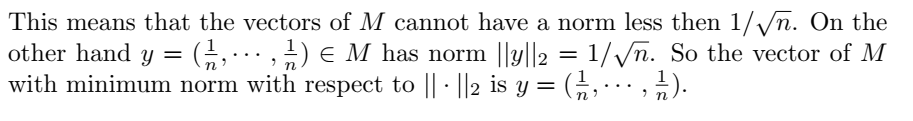 This means that the vectors of M cannot have a norm less then 1/√n. On the
other hand y = (1/n, ⋯ , 1/n) ∈ M has norm ||y||₂ = 1/√n. So the vector of M
with minimum norm with respect to || · ||₂ is y = (1/n, ⋯ , 1/n).